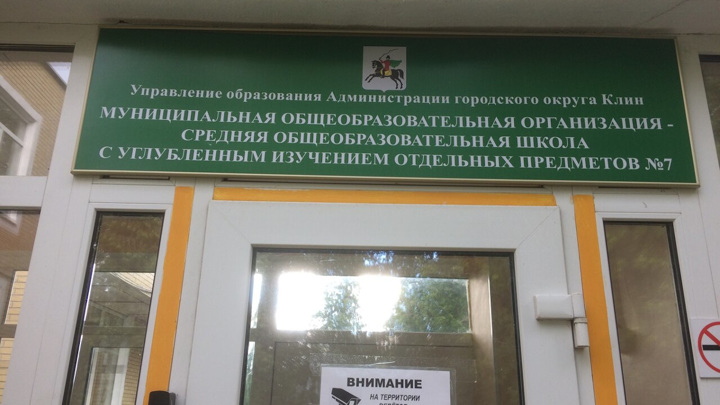 Управление образования Администрации городского округа Клин
МУНИЦИПАЛЬНАЯ ОБЩЕОБРАЗОВАТЕЛЬНАЯ ОРГАНИЗАЦИЯ -
СРЕДНЯЯ ОБЩЕОБРАЗОВАТЕЛЬНАЯ ШКОЛА
С УГЛУБЛЕННЫМ ИЗУЧЕНИЕМ ОТДЕЛЬНЫХ ПРЕДМЕТОВ №7
ВНИМАНИЕ
НА ТЕРРИТОРИИ